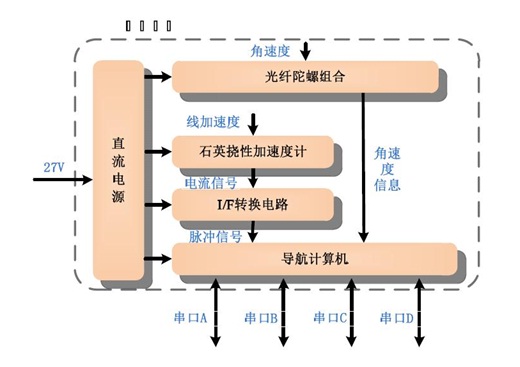 角速度
光纤陀螺组合
线加速度
直流电源
石英挠性加速度计
角速度信息
27V
电流信号
I/F转换电路
脉冲信号
导航计算机
串口A
串口B
串口C
串口D